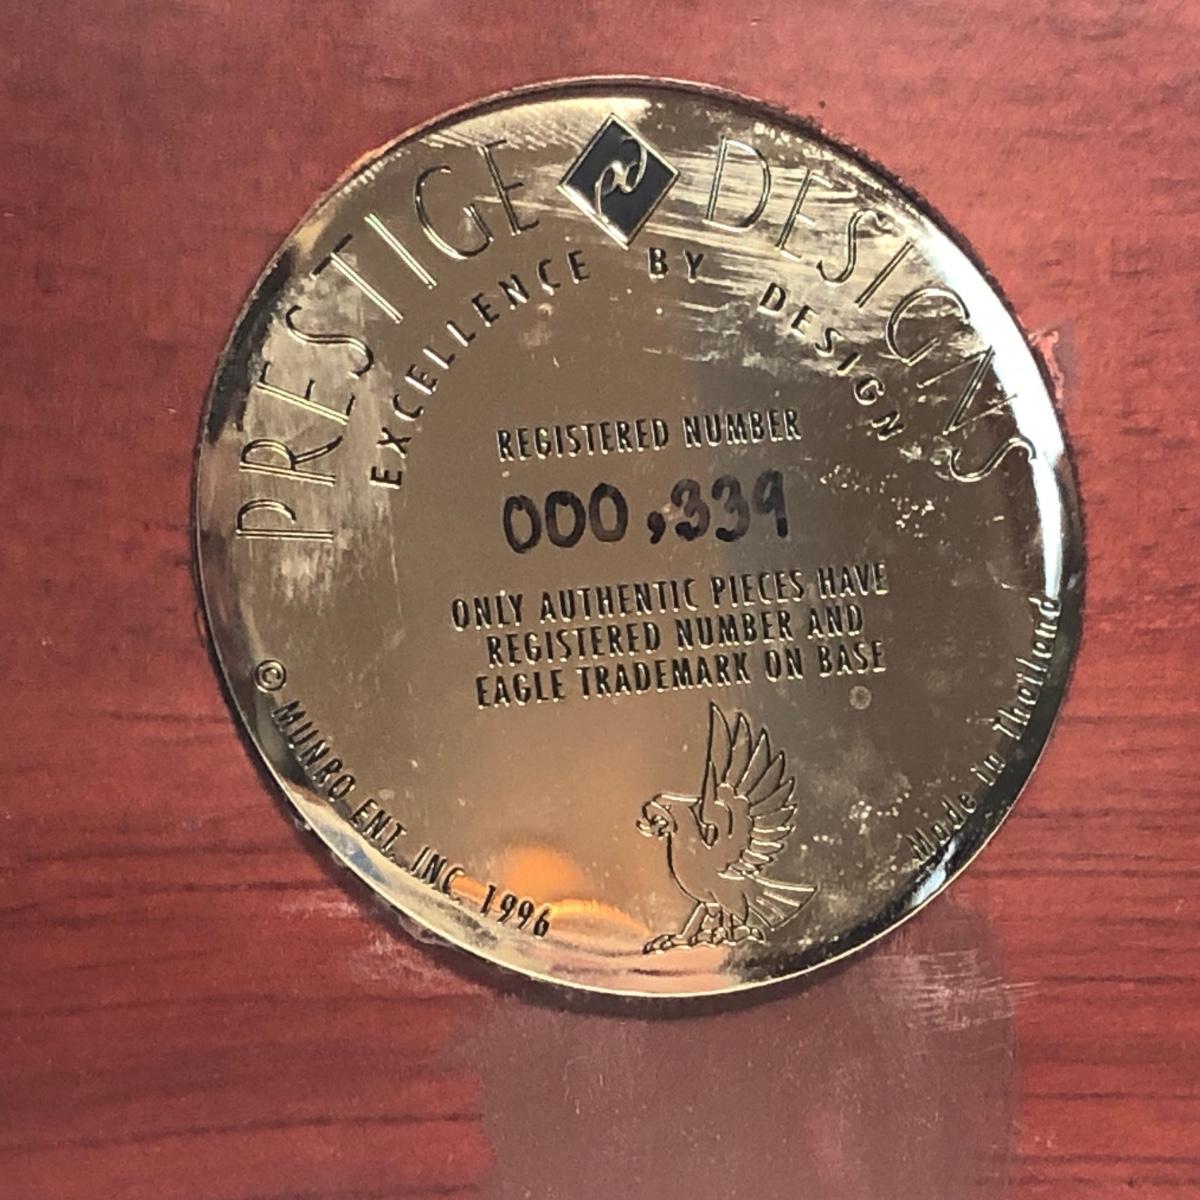 PRESTIGE DESIGNS
EXCELLENCE BY DESIGN
REGISTERED NUMBER
000,339
ONLY AUTHENTIC PIECES HAVE
REGISTERED NUMBER AND
EAGLE TRADEMARK ON BASE
© MUNRO ENT. INC. 1996
Made in Thailand